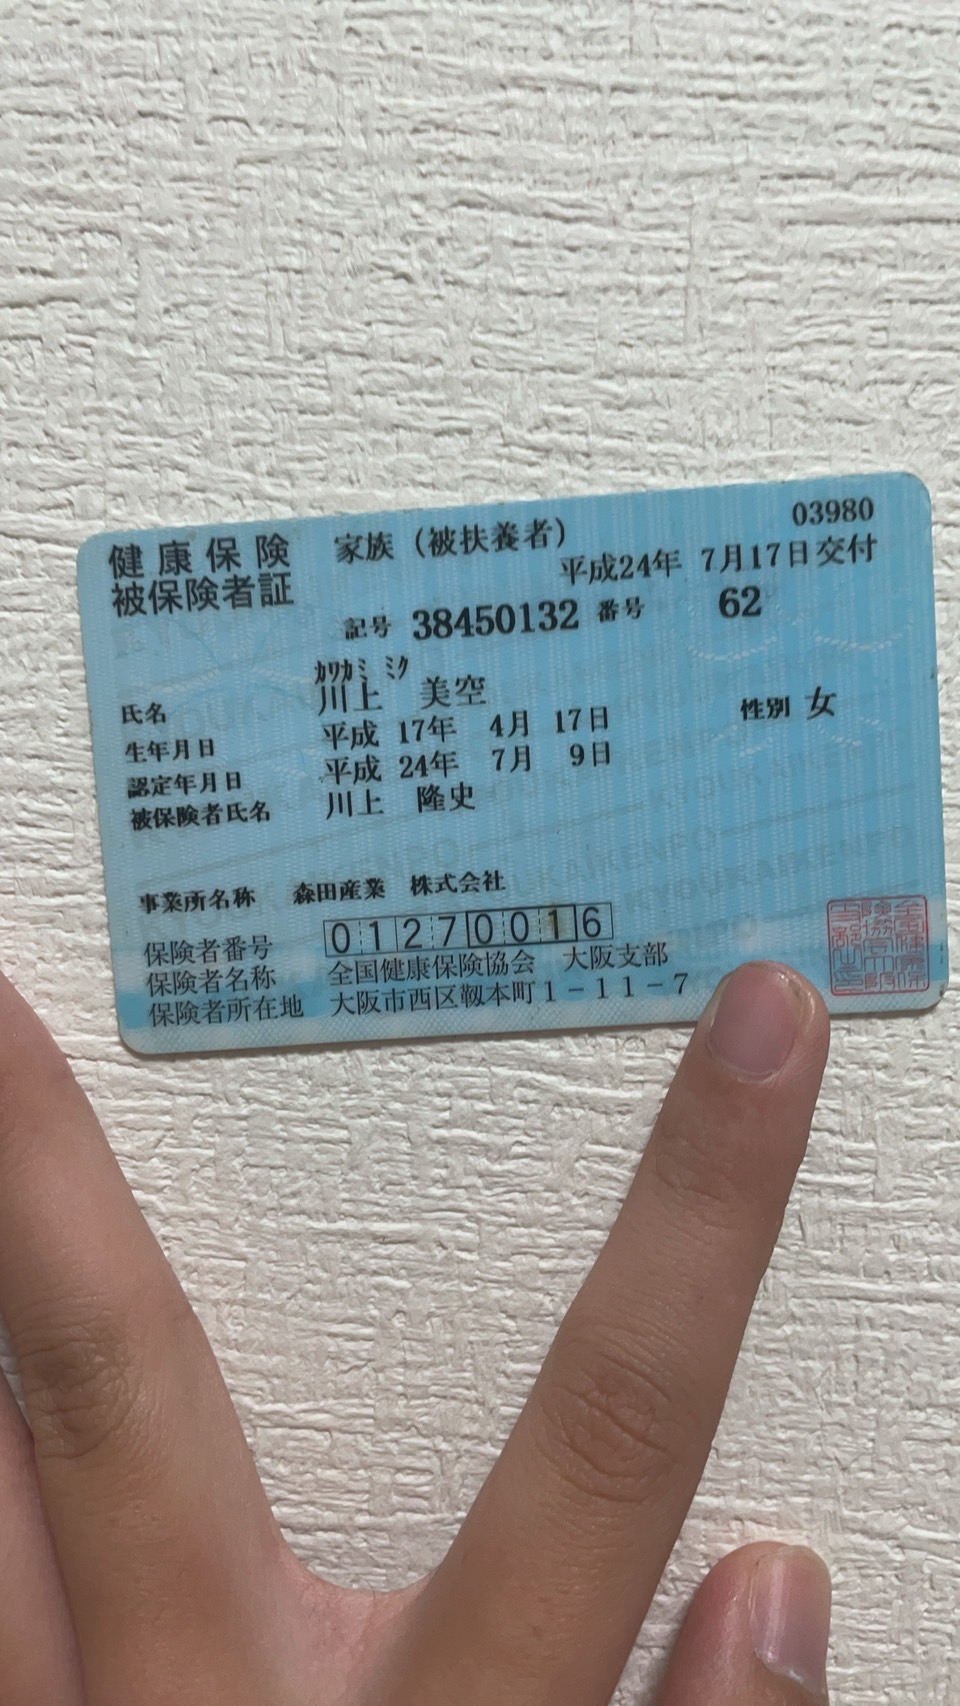 健康保険 家族（被扶養者） 03980
被保険者証 平成24年 7月17日交付
記号 38450132 番号 62
ｶﾜｶﾐ ﾐｸ
氏名 川上 美空 性別 女
生年月日 平成 17年 4月 17日
認定年月日 平成 24年 7月 9日
被保険者氏名 川上 隆史
事業所名称 森田産業 株式会社
保険者番号 01270016
保険者名称 全国健康保険協会 大阪支部
保険者所在地 大阪市西区靱本町1－11－7